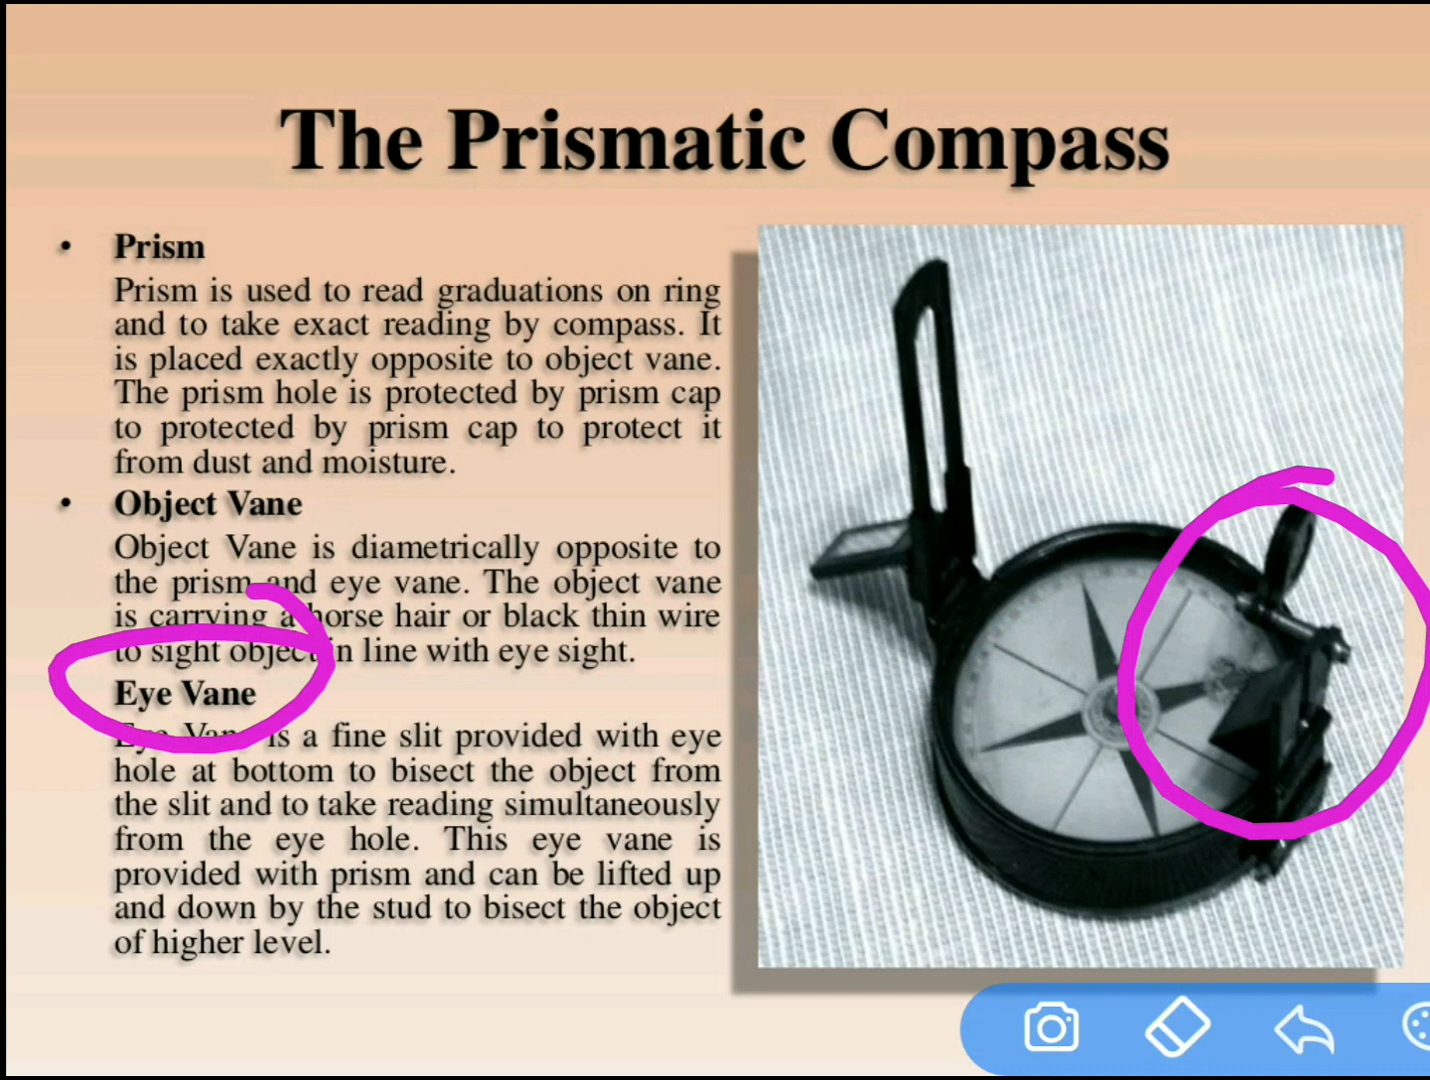 The Prismatic Compass
• Prism
Prism is used to read graduations on ring
and to take exact reading by compass. It
is placed exactly opposite to object vane.
The prism hole is protected by prism cap
to protected by prism cap to protect it
from dust and moisture.
• Object Vane
Object Vane is diametrically opposite to
the prism and eye vane. The object vane
is carrying a horse hair or black thin wire
to sight object in line with eye sight.
Eye Vane
Eye Vane is a fine slit provided with eye
hole at bottom to bisect the object from
the slit and to take reading simultaneously
from the eye hole. This eye vane is
provided with prism and can be lifted up
and down by the stud to bisect the object
of higher level.